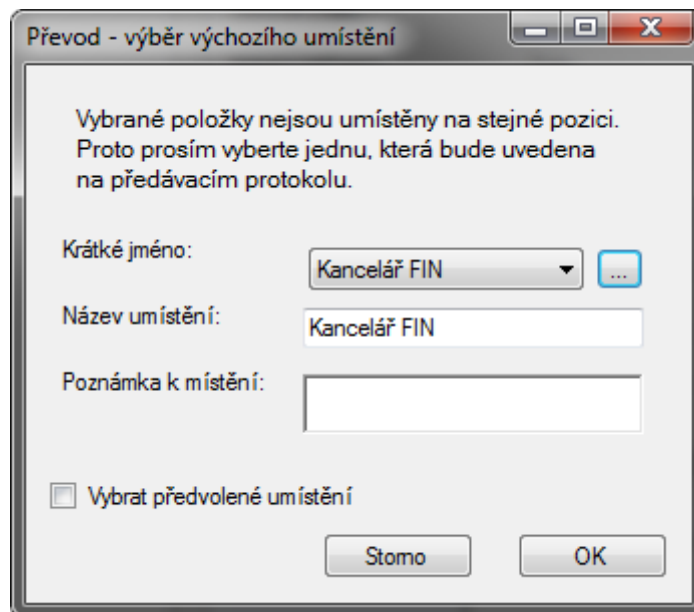 Převod - výběr výchozího umístění
Vybrané položky nejsou umístěny na stejné pozici.
Proto prosím vyberte jednu, která bude uvedena
na předávacím protokolu.
Krátké jméno:
Kancelář FIN
...
Název umístění:
Kancelář FIN
Poznámka k místění:
Vybrat předvolené umístění
Storno
OK